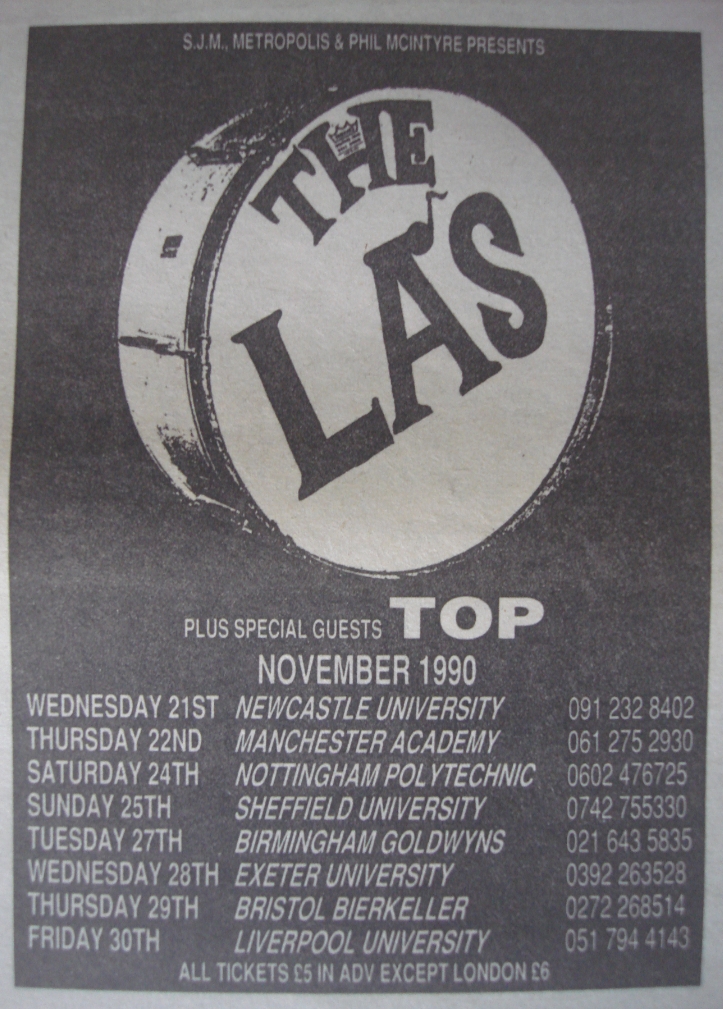 S.J.M., METROPOLIS & PHIL MCINTYRE PRESENTS
THE
LA'S
PLUS SPECIAL GUESTS TOP
NOVEMBER 1990
WEDNESDAY 21ST NEWCASTLE UNIVERSITY 091 232 8402
THURSDAY 22ND MANCHESTER ACADEMY 061 275 2930
SATURDAY 24TH NOTTINGHAM POLYTECHNIC 0602 476725
SUNDAY 25TH SHEFFIELD UNIVERSITY 0742 755330
TUESDAY 27TH BIRMINGHAM GOLDWYNS 021 643 5835
WEDNESDAY 28TH EXETER UNIVERSITY 0392 263528
THURSDAY 29TH BRISTOL BIERKELLER 0272 268514
FRIDAY 30TH LIVERPOOL UNIVERSITY 051 794 4143
ALL TICKETS £5 IN ADV EXCEPT LONDON £6